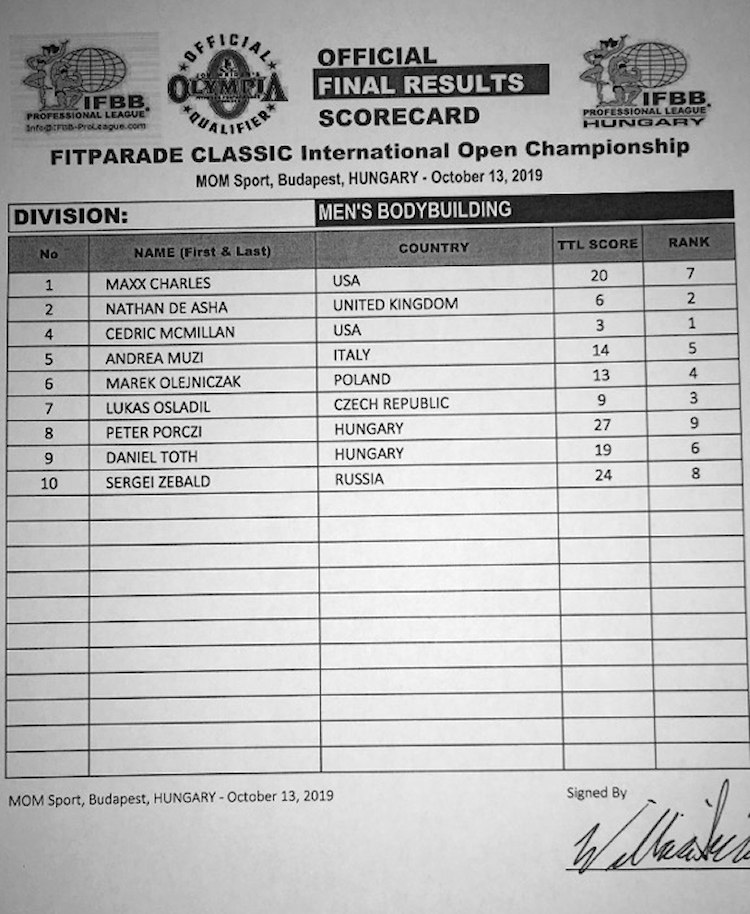 IFBB
PROFESSIONAL LEAGUE
Info@IFBB-ProLeague.com
OFFICIAL
OLYMPIA
QUALIFIER
OFFICIAL
FINAL RESULTS
SCORECARD
IFBB
PROFESSIONAL LEAGUE
HUNGARY
FITPARADE CLASSIC International Open Championship
MOM Sport, Budapest, HUNGARY - October 13, 2019
DIVISION: MEN'S BODYBUILDING
No NAME (First & Last) COUNTRY TTL SCORE RANK
1 MAXX CHARLES USA 20 7
2 NATHAN DE ASHA UNITED KINGDOM 6 2
4 CEDRIC MCMILLAN USA 3 1
5 ANDREA MUZI ITALY 14 5
6 MAREK OLEJNICZAK POLAND 13 4
7 LUKAS OSLADIL CZECH REPUBLIC 9 3
8 PETER PORCZI HUNGARY 27 9
9 DANIEL TOTH HUNGARY 19 6
10 SERGEI ZEBALD RUSSIA 24 8
MOM Sport, Budapest, HUNGARY - October 13, 2019
Signed By